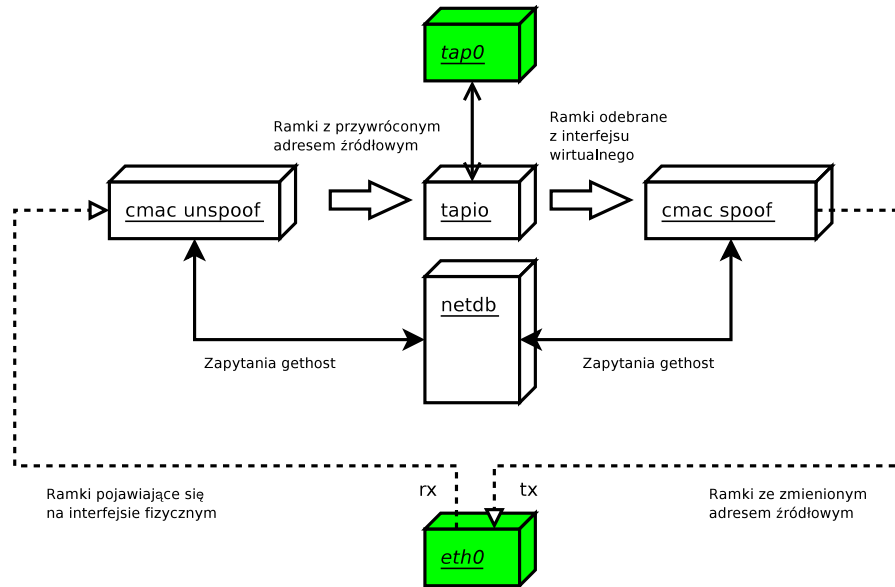 tap0
Ramki z przywróconym
adresem źródłowym
Ramki odebrane
z interfejsu
wirtualnego
cmac unspoof
tapio
cmac spoof
netdb
Zapytania gethost
Zapytania gethost
Ramki pojawiające się
na interfejsie fizycznym
rx
tx
Ramki ze zmienionym
adresem źródłowym
eth0